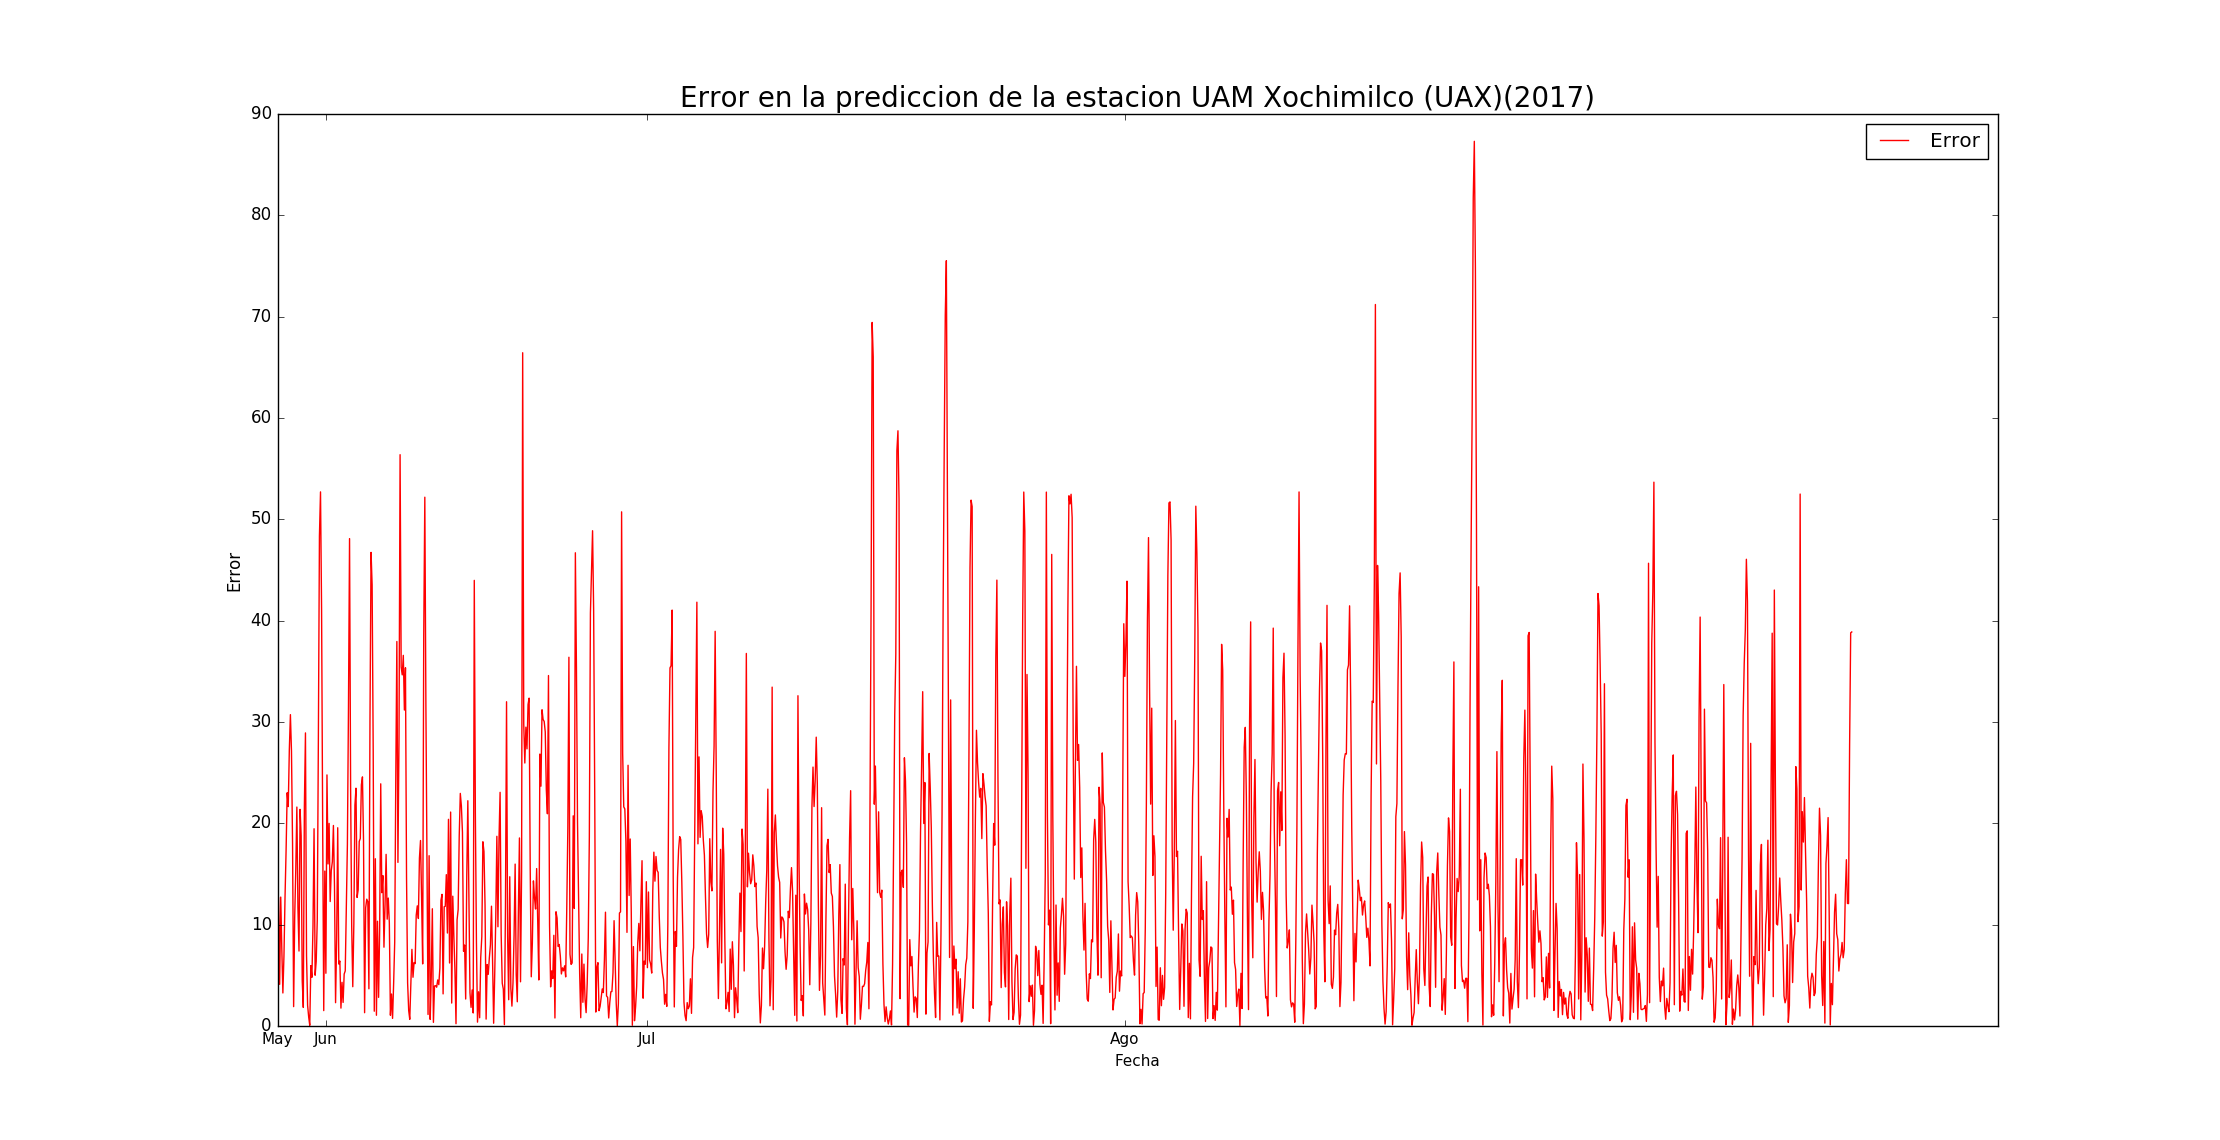 Error en la prediccion de la estacion UAM Xochimilco (UAX)(2017)
90
Error
80
70
60
50
Error
40
30
20
10
0
May Jun Jul Ago
Fecha